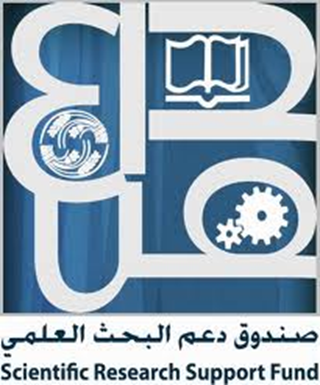 صندوق دعم البحث العلمي
Scientific Research Support Fund